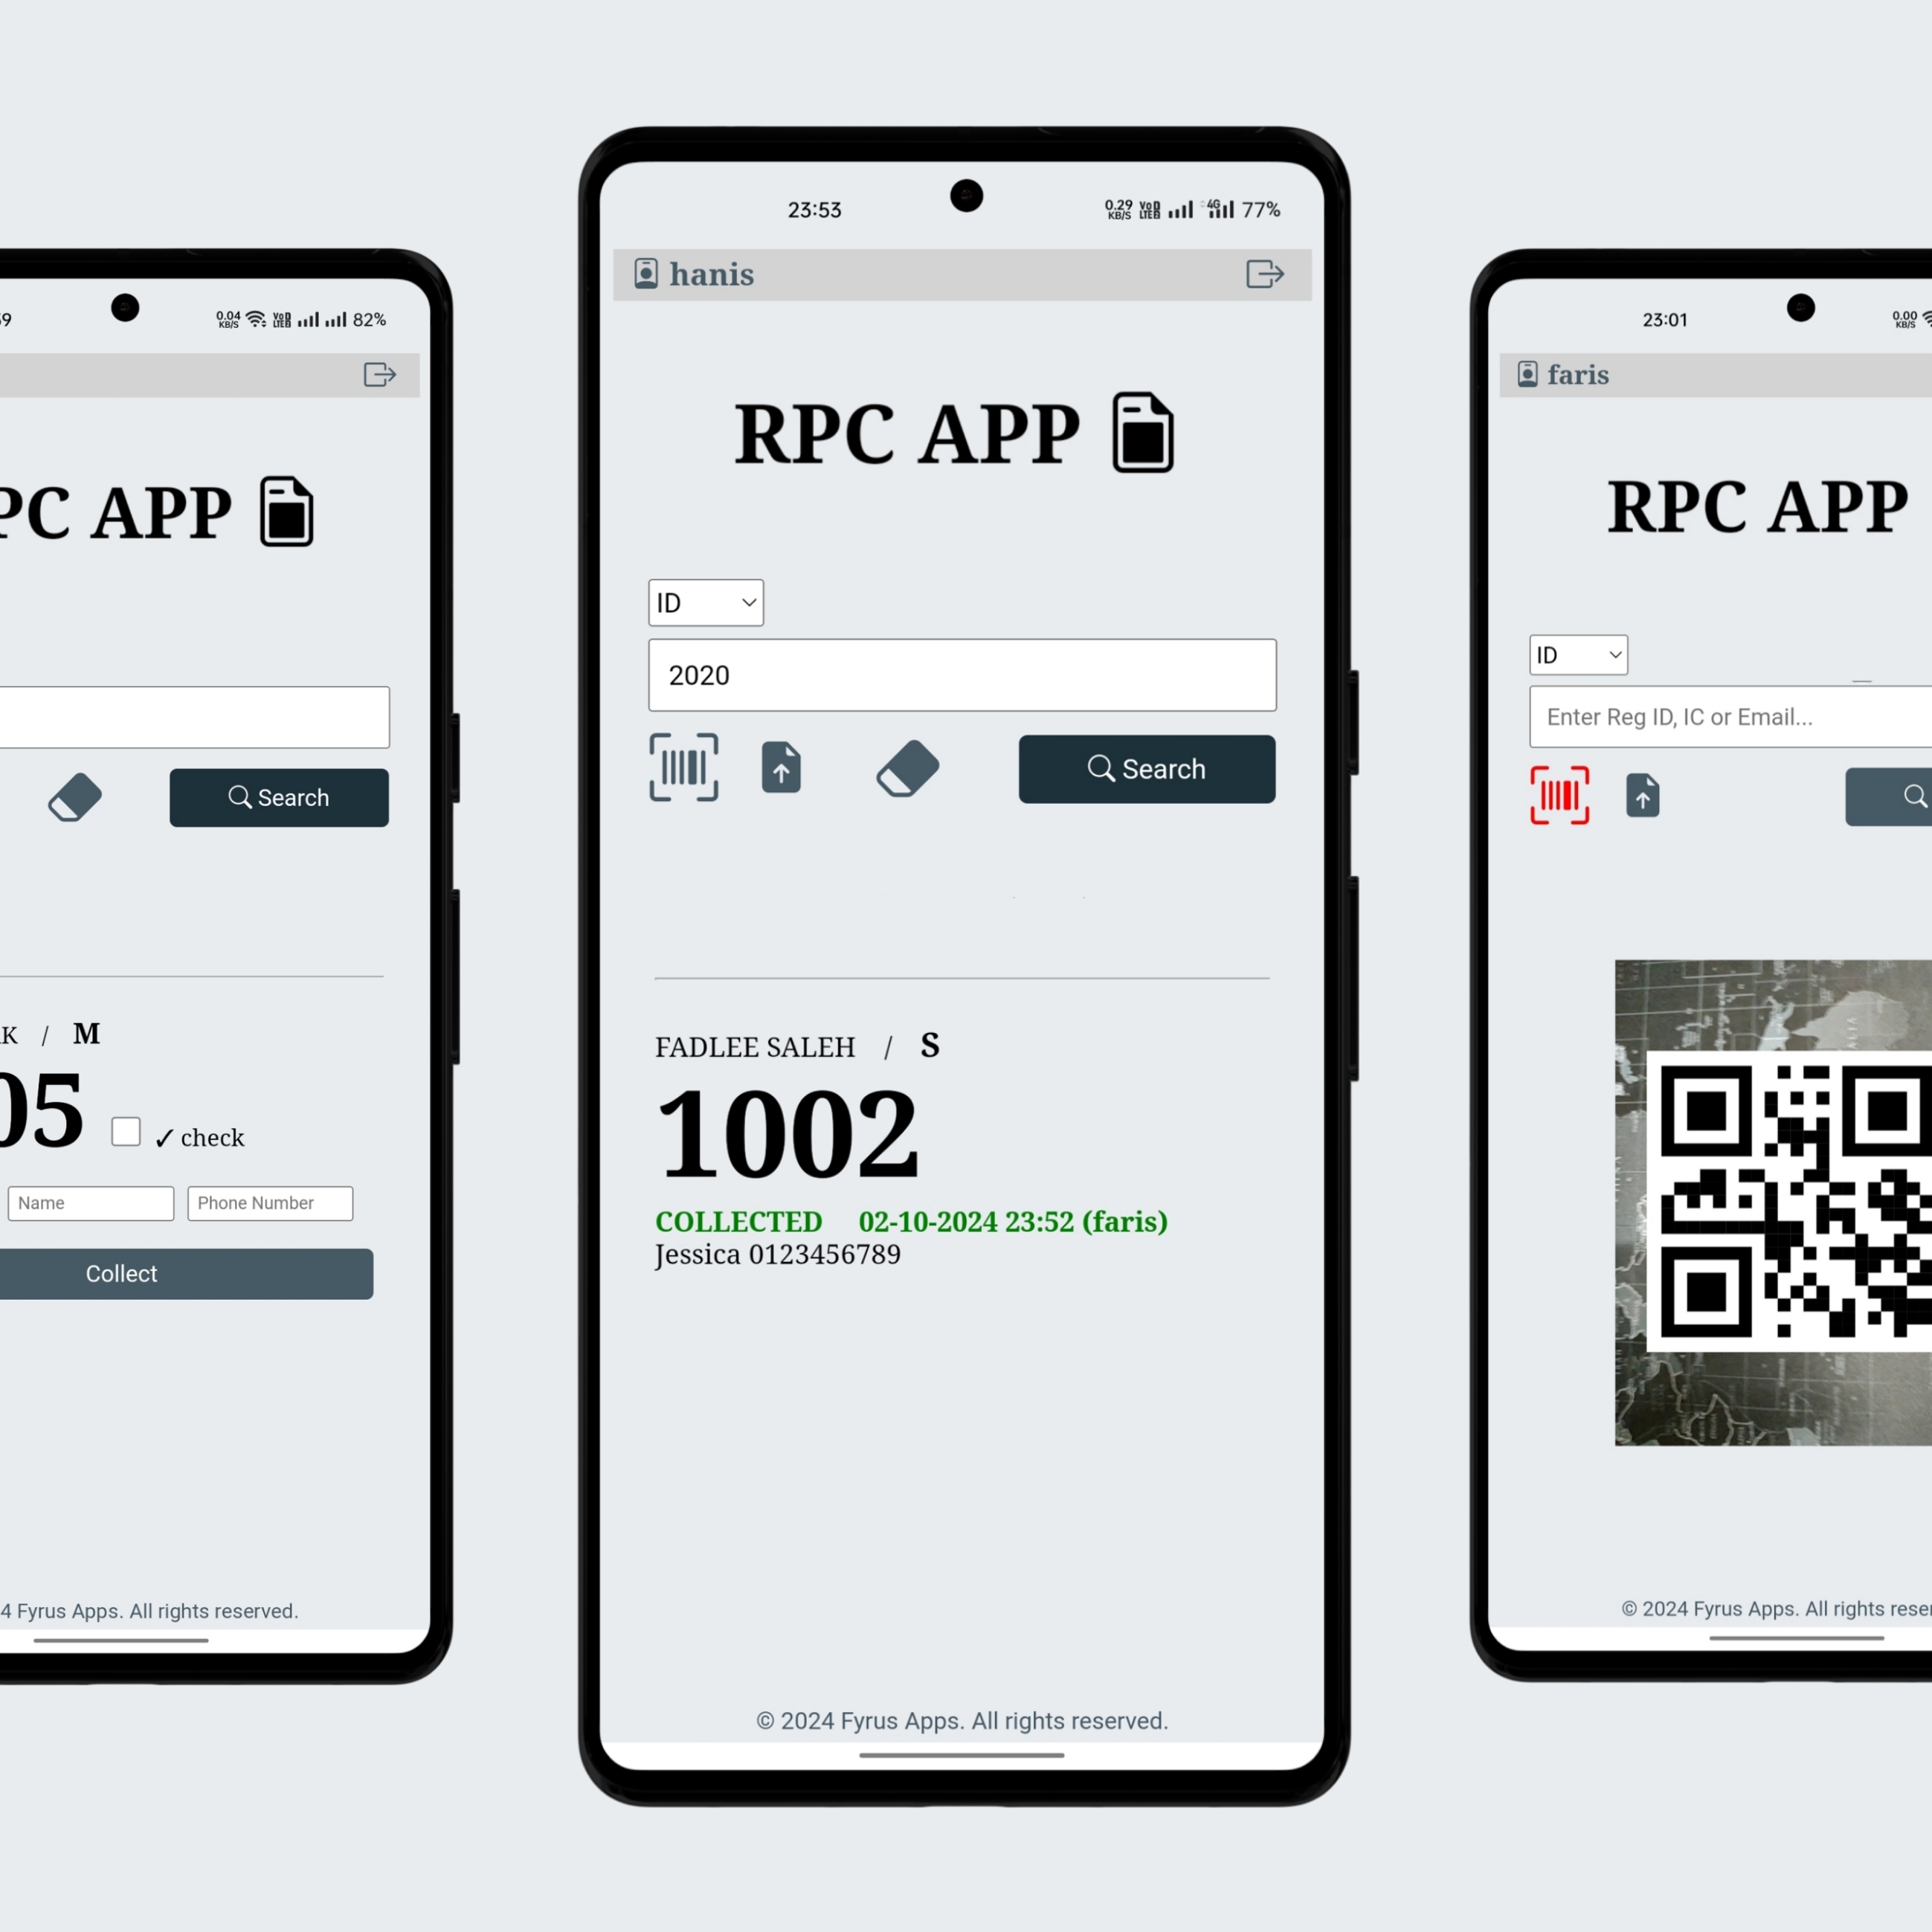 9 0.04 KB/S VoD LTE 82%
PC APP
Search
K / M
05 ✓ check
Name Phone Number
Collect
4 Fyrus Apps. All rights reserved.
23:53 0.29 KB/S VoD LTE 4G 77%
hanis
RPC APP
ID
2020
Search
FADLEE SALEH / S
1002
COLLECTED 02-10-2024 23:52 (faris)
Jessica 0123456789
© 2024 Fyrus Apps. All rights reserved.
23:01 0.00 KB/S
faris
RPC APP
ID
Enter Reg ID, IC or Email...
© 2024 Fyrus Apps. All rights reser